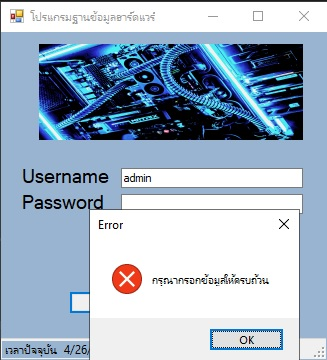 โปรแกรมฐานข้อมูลฮาร์ดแวร์
Username admin
Password
Error
กรุณากรอกข้อมูลให้ครบถ้วน
OK
เวลาปัจจุบัน 4/26/